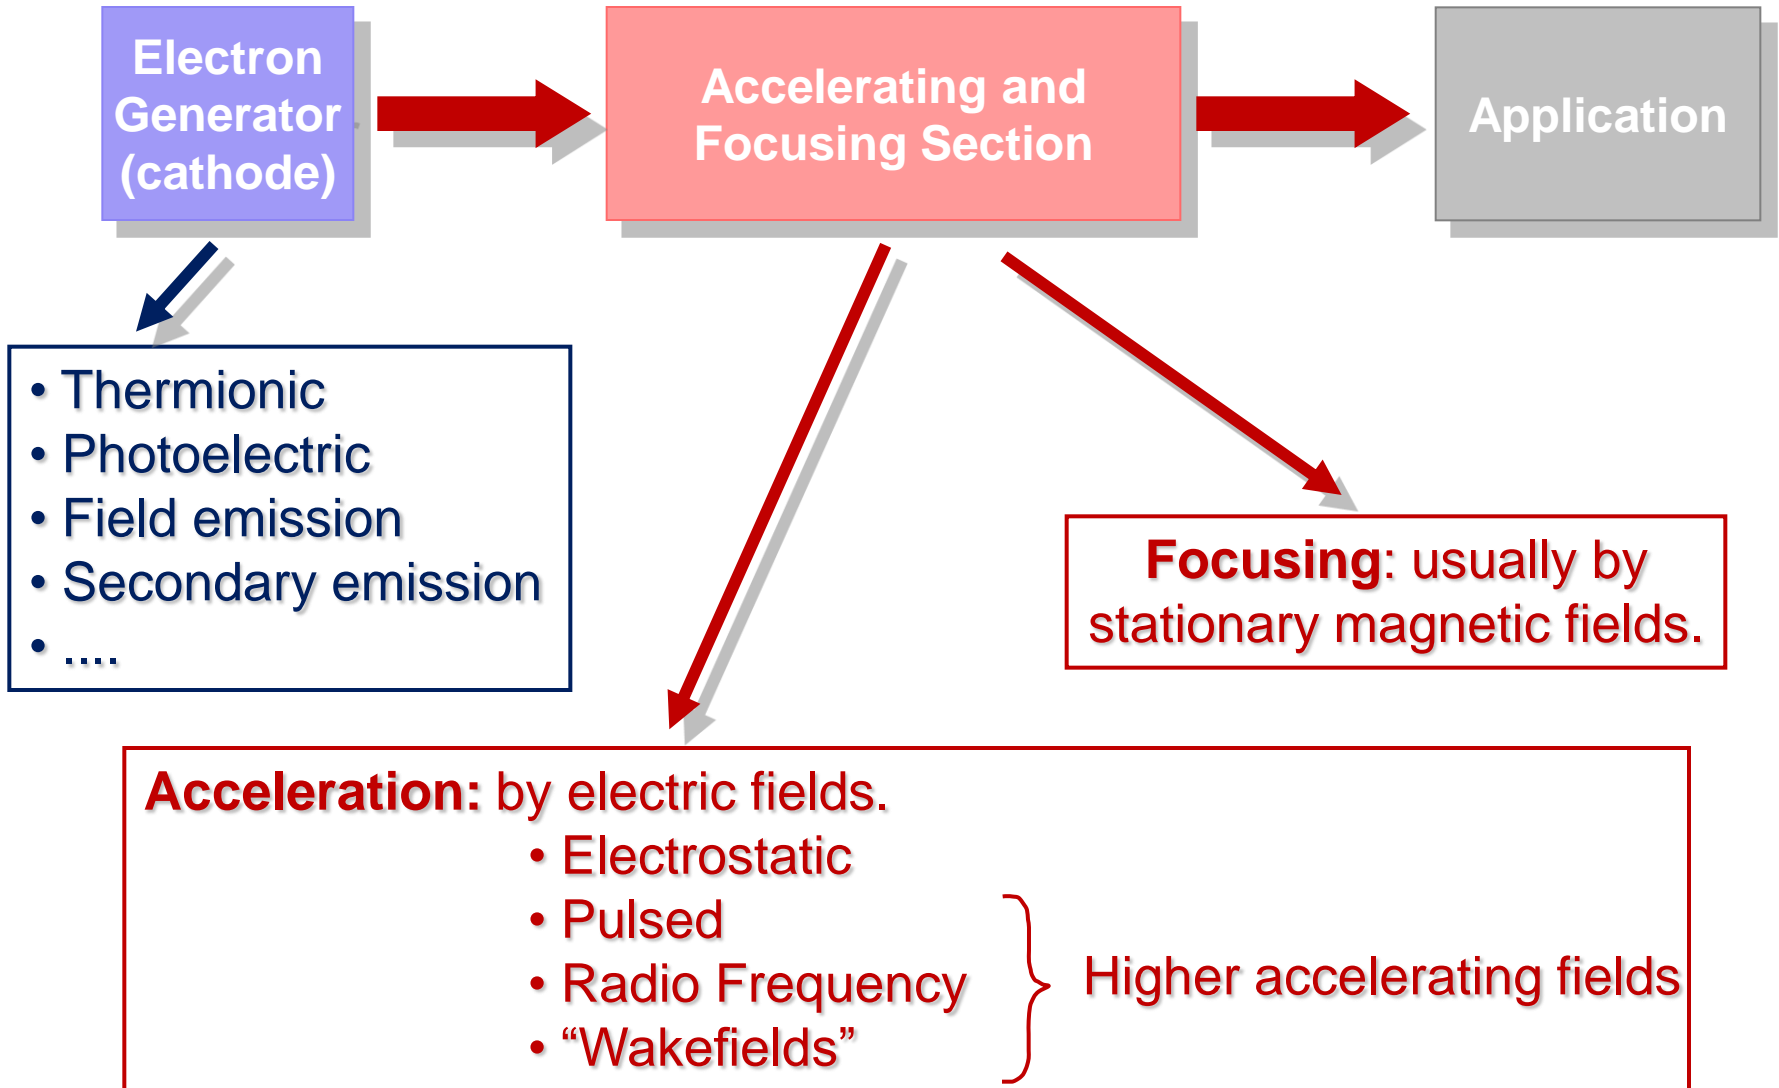 Electron
Generator
(cathode)
Accelerating and
Focusing Section
Application
• Thermionic
• Photoelectric
• Field emission
• Secondary emission
• ....
Focusing: usually by
stationary magnetic fields.
Acceleration: by electric fields.
• Electrostatic
• Pulsed
• Radio Frequency
• “Wakefields”
Higher accelerating fields